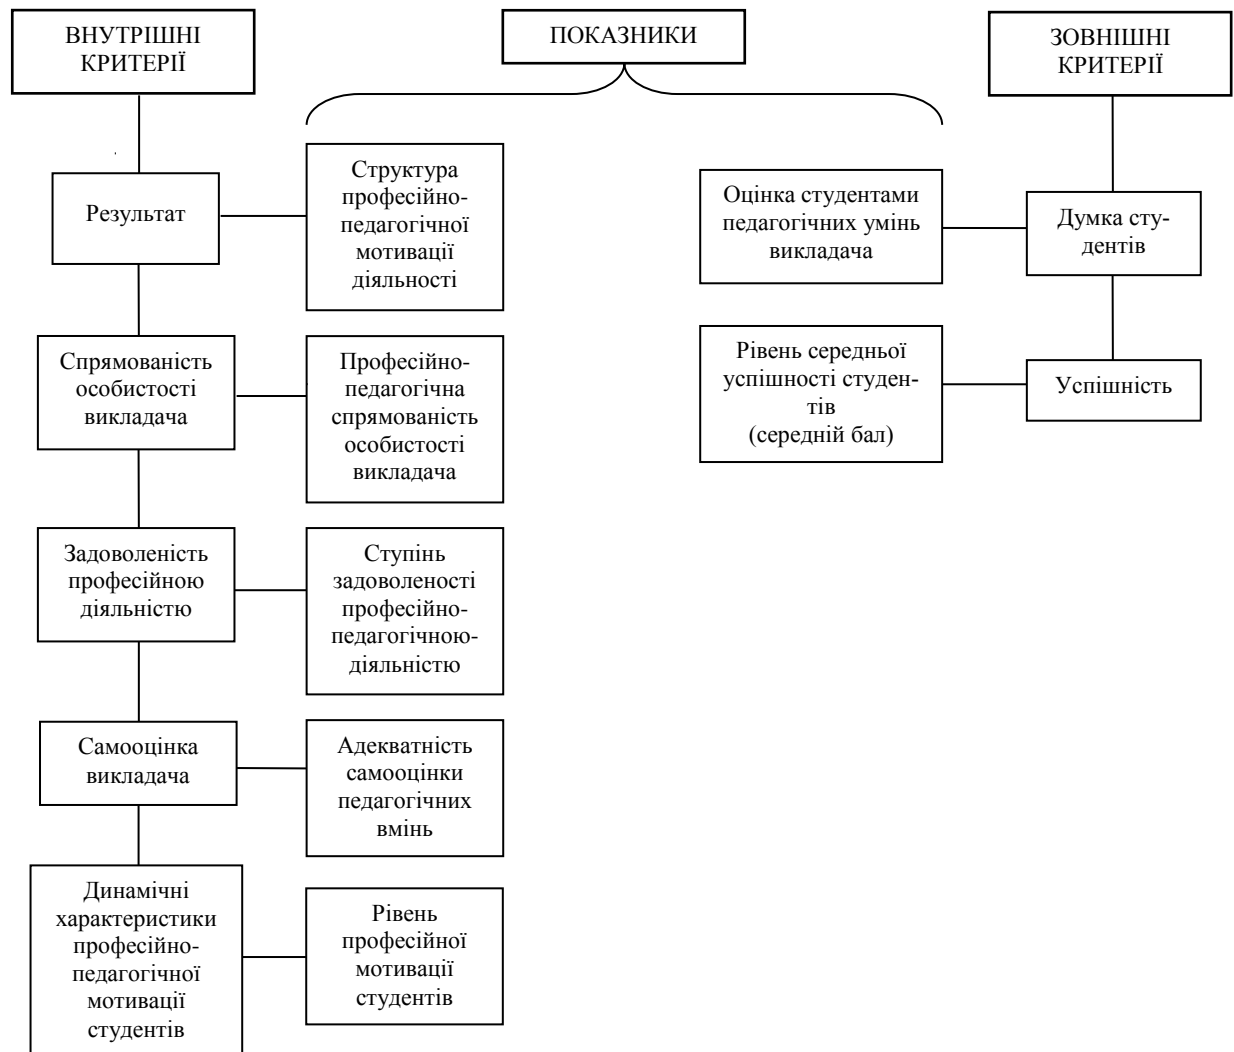 ВНУТРІШНІ
КРИТЕРІЇ
ПОКАЗНИКИ
ЗОВНІШНІ
КРИТЕРІЇ
Результат
Структура
професійно-
педагогічної
мотивації
діяльності
Оцінка студентами
педагогічних умінь
викладача
Думка сту-
дентів
Спрямованість
особистості
викладача
Професійно-
педагогічна
спрямованість
особистості
викладача
Рівень середньої
успішності студен-
тів
(середній бал)
Успішність
Задоволеність
професійною
діяльністю
Ступінь
задоволеності
професійно-
педагогічною-
діяльністю
Самооцінка
викладача
Адекватність
самооцінки
педагогічних
вмінь
Динамічні
характеристики
професійно-
педагогічної
мотивації
студентів
Рівень
професійної
мотивації
студентів